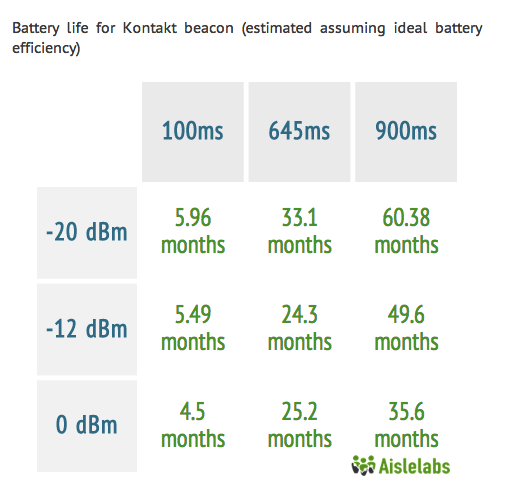 Battery life for Kontakt beacon (estimated assuming ideal battery
efficiency)
100ms 645ms 900ms
-20 dBm 5.96 months 33.1 months 60.38 months
-12 dBm 5.49 months 24.3 months 49.6 months
0 dBm 4.5 months 25.2 months 35.6 months
Aislelabs